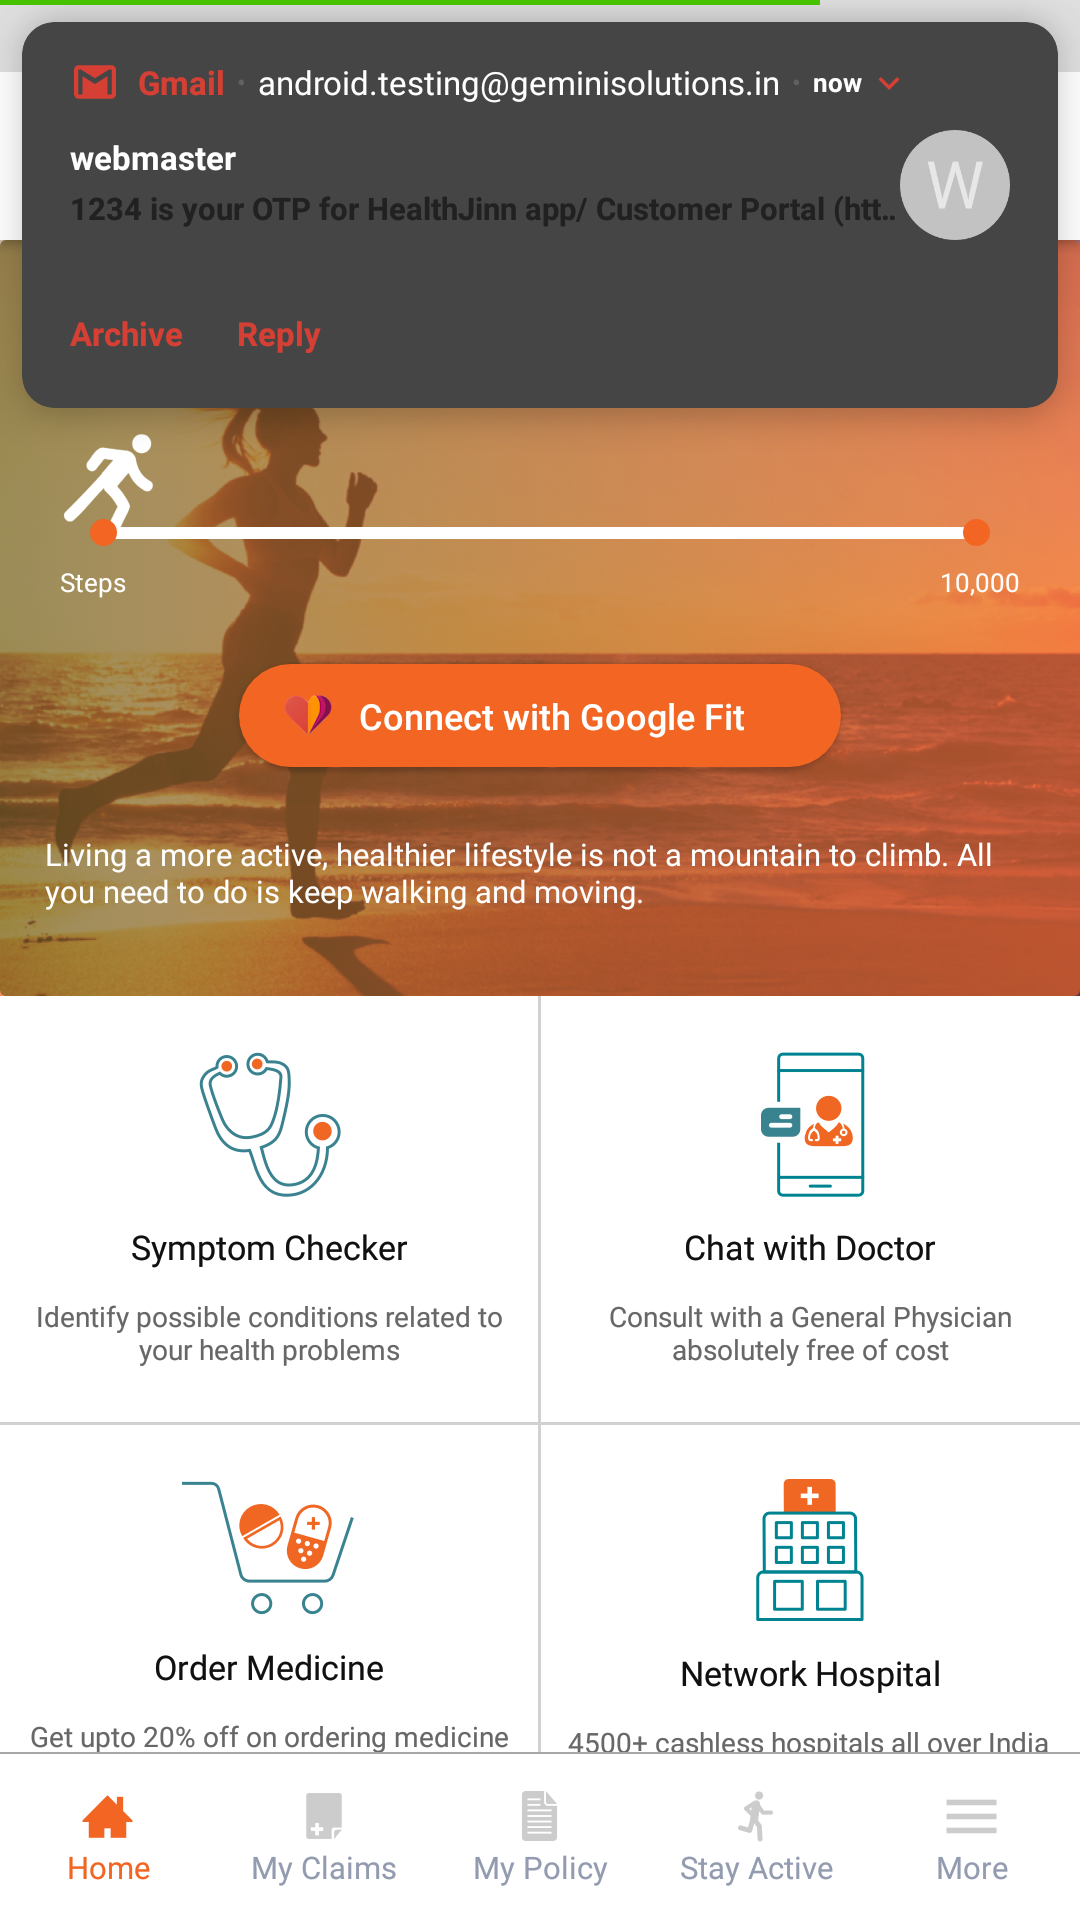 Gmail · android.testing@geminisolutions.in · now
webmaster
1234 is your OTP for HealthJinn app/ Customer Portal (htt..
W
Archive Reply
Steps 10,000
Connect with Google Fit
Living a more active, healthier lifestyle is not a mountain to climb. All
you need to do is keep walking and moving.
Symptom Checker
Identify possible conditions related to
your health problems
Chat with Doctor
Consult with a General Physician
absolutely free of cost
Order Medicine
Get upto 20% off on ordering medicine
Network Hospital
4500+ cashless hospitals all over India
Home My Claims My Policy Stay Active More